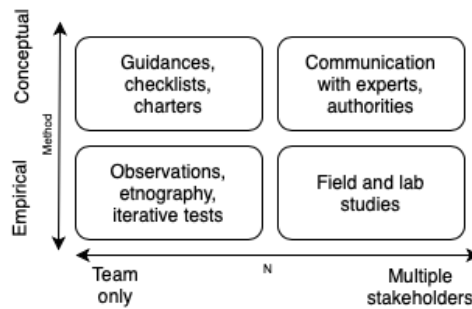 Conceptual
Guidances,
checklists,
charters
Communication
with experts,
authorities
Method
Empirical
Observations,
etnography,
iterative tests
Field and lab
studies
N
Team
only
Multiple
stakeholders